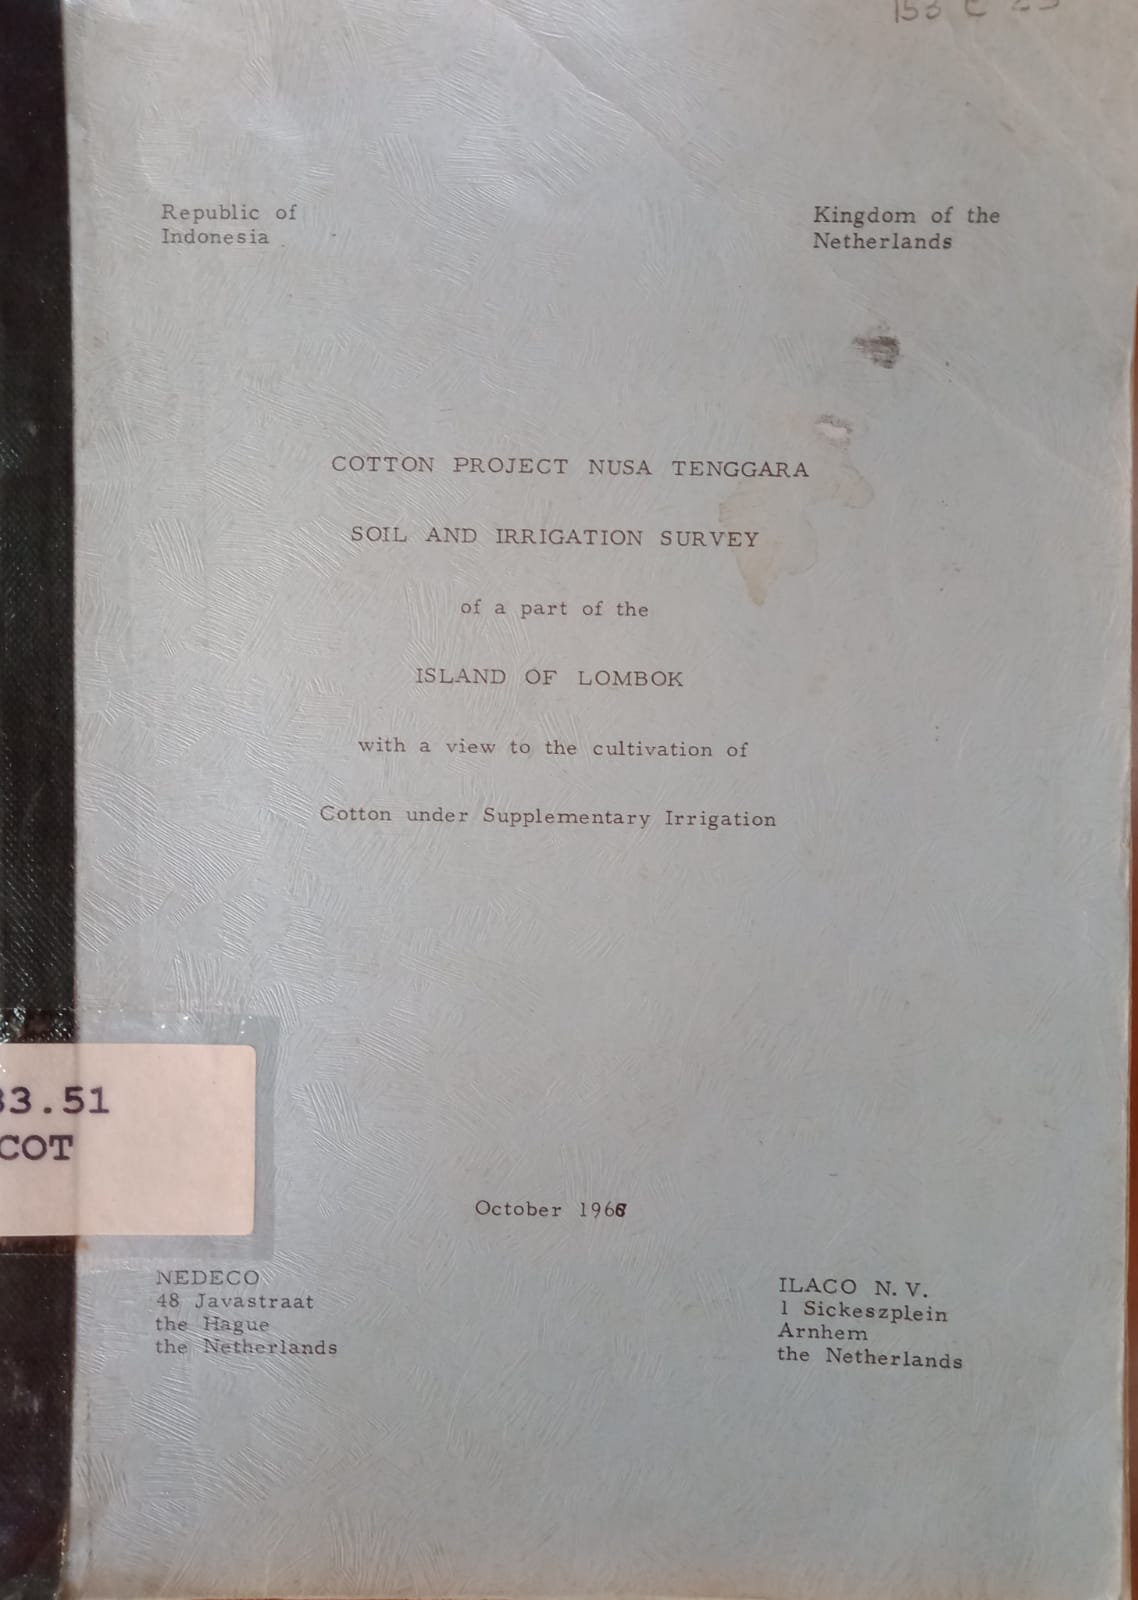 Republic of
Indonesia
Kingdom of the
Netherlands
COTTON PROJECT NUSA TENGGARA
SOIL AND IRRIGATION SURVEY
of a part of the
ISLAND OF LOMBOK
with a view to the cultivation of
Cotton under Supplementary Irrigation
33.51
COT
October
NEDECO
48 Javastraat
the Hague
the Netherlands
ILACO N. V.
1 Sickeszplein
Arnhem
the Netherlands